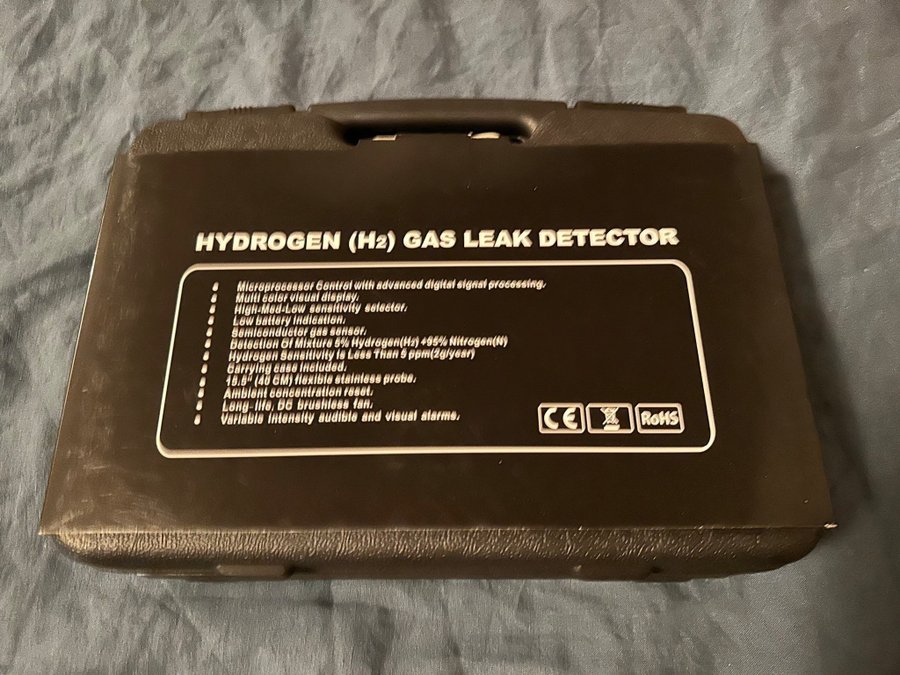 HYDROGEN (H2) GAS LEAK DETECTOR
Microprocessor Control with advanced digital signal processing.
Multi color visual display.
High-Med-Low sensitivity selector.
Low battery indication.
Semiconductor gas sensor.
Detection Of Mixture 5% Hydrogen(H2) +95% Nitrogen(N)
Hydrogen Sensitivity Is Less Than 5 ppm(2g/year)
Carrying case included.
15.5" (40 CM) flexible stainless probe.
Ambient concentration reset.
Long- life, DC brushless fan.
Variable intensity audible and visual alarms.
CE RoHS